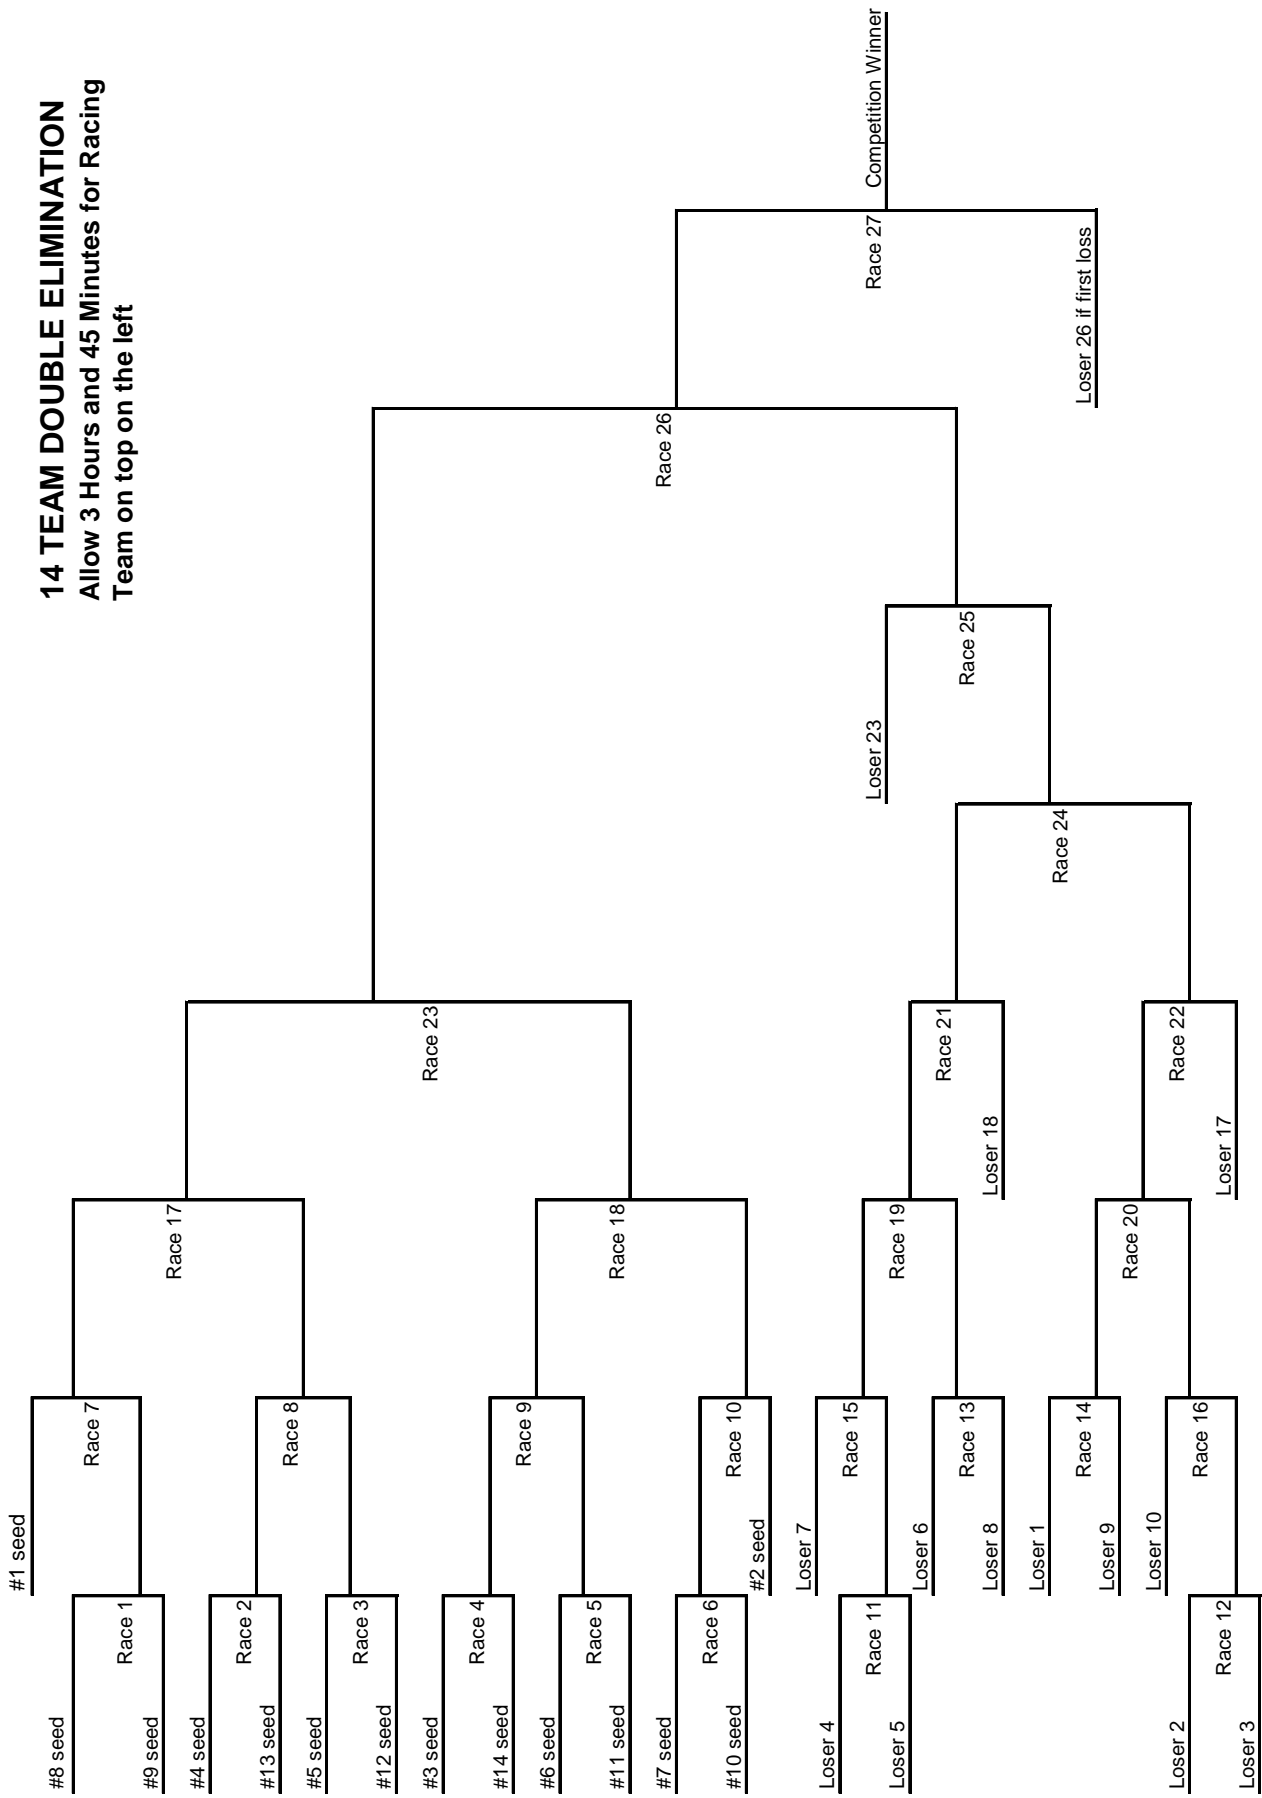 14 TEAM DOUBLE ELIMINATION
Allow 3 Hours and 45 Minutes for Racing
Team on top on the left
#1 seed
#8 seed
Race 1
#9 seed
Race 7
#4 seed
Race 2
#13 seed
Race 8
#5 seed
Race 3
#12 seed
Race 17
#3 seed
Race 4
#14 seed
Race 9
#6 seed
Race 5
#11 seed
Race 18
#7 seed
Race 6
#10 seed
Race 10
#2 seed
Race 23
Race 26
Loser 7
Race 15
Loser 4
Race 11
Loser 5
Race 19
Loser 6
Race 13
Loser 8
Race 21
Loser 18
Loser 1
Race 14
Loser 9
Race 20
Loser 10
Race 16
Loser 2
Race 12
Loser 3
Race 22
Loser 17
Race 24
Loser 23
Race 25
Race 27
Competition Winner
Loser 26 if first loss